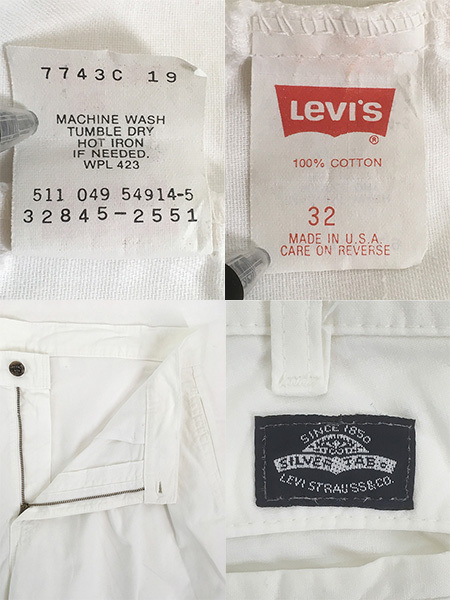 7743C 19
MACHINE WASH
TUMBLE DRY
HOT IRON
IF NEEDED.
WPL 423
511 049 54914-5
32845-2551
LEVI'S
®
100% COTTON
32
MADE IN U.S.A.
CARE ON REVERSE
SINCE 1850
SILVER TAB
LEVI STRAUSS & CO.